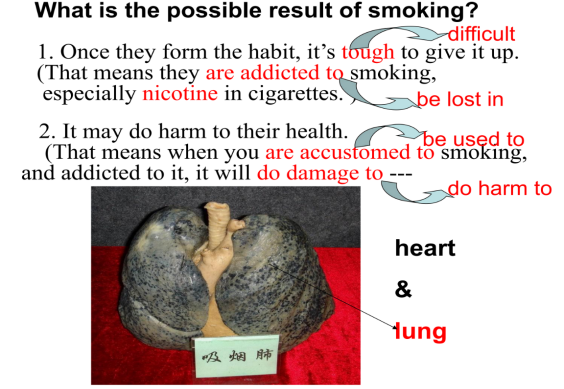 What is the possible result of smoking?
difficult
1. Once they form the habit, it's tough to give it up.
(That means they are addicted to smoking,
especially nicotine in cigarettes. )
be lost in
2. It may do harm to their health.
be used to
(That means when you are accustomed to smoking,
and addicted to it, it will do damage to ---
do harm to
heart
&
lung
吸烟肺